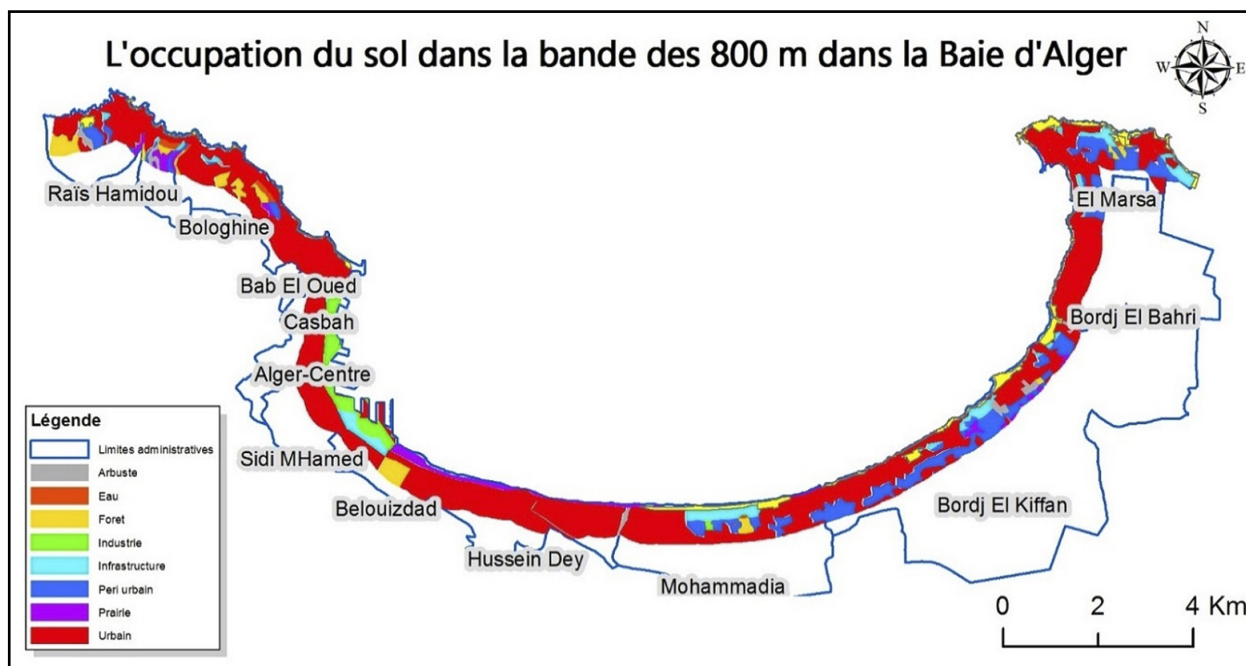 L'occupation du sol dans la bande des 800 m dans la Baie d'Alger
N
W E
S
Raïs Hamidou
Bologhine
Bab El Oued
Casbah
Alger-Centre
Sidi MHamed
Belouizdad
Hussein Dey
Mohammadia
Bordj El Kiffan
Bordj El Bahri
El Marsa
Légende
Limites administratives
Arbuste
Eau
Foret
Industrie
Infrastructure
Peri urbain
Prairie
Urbain
0 2 4 Km